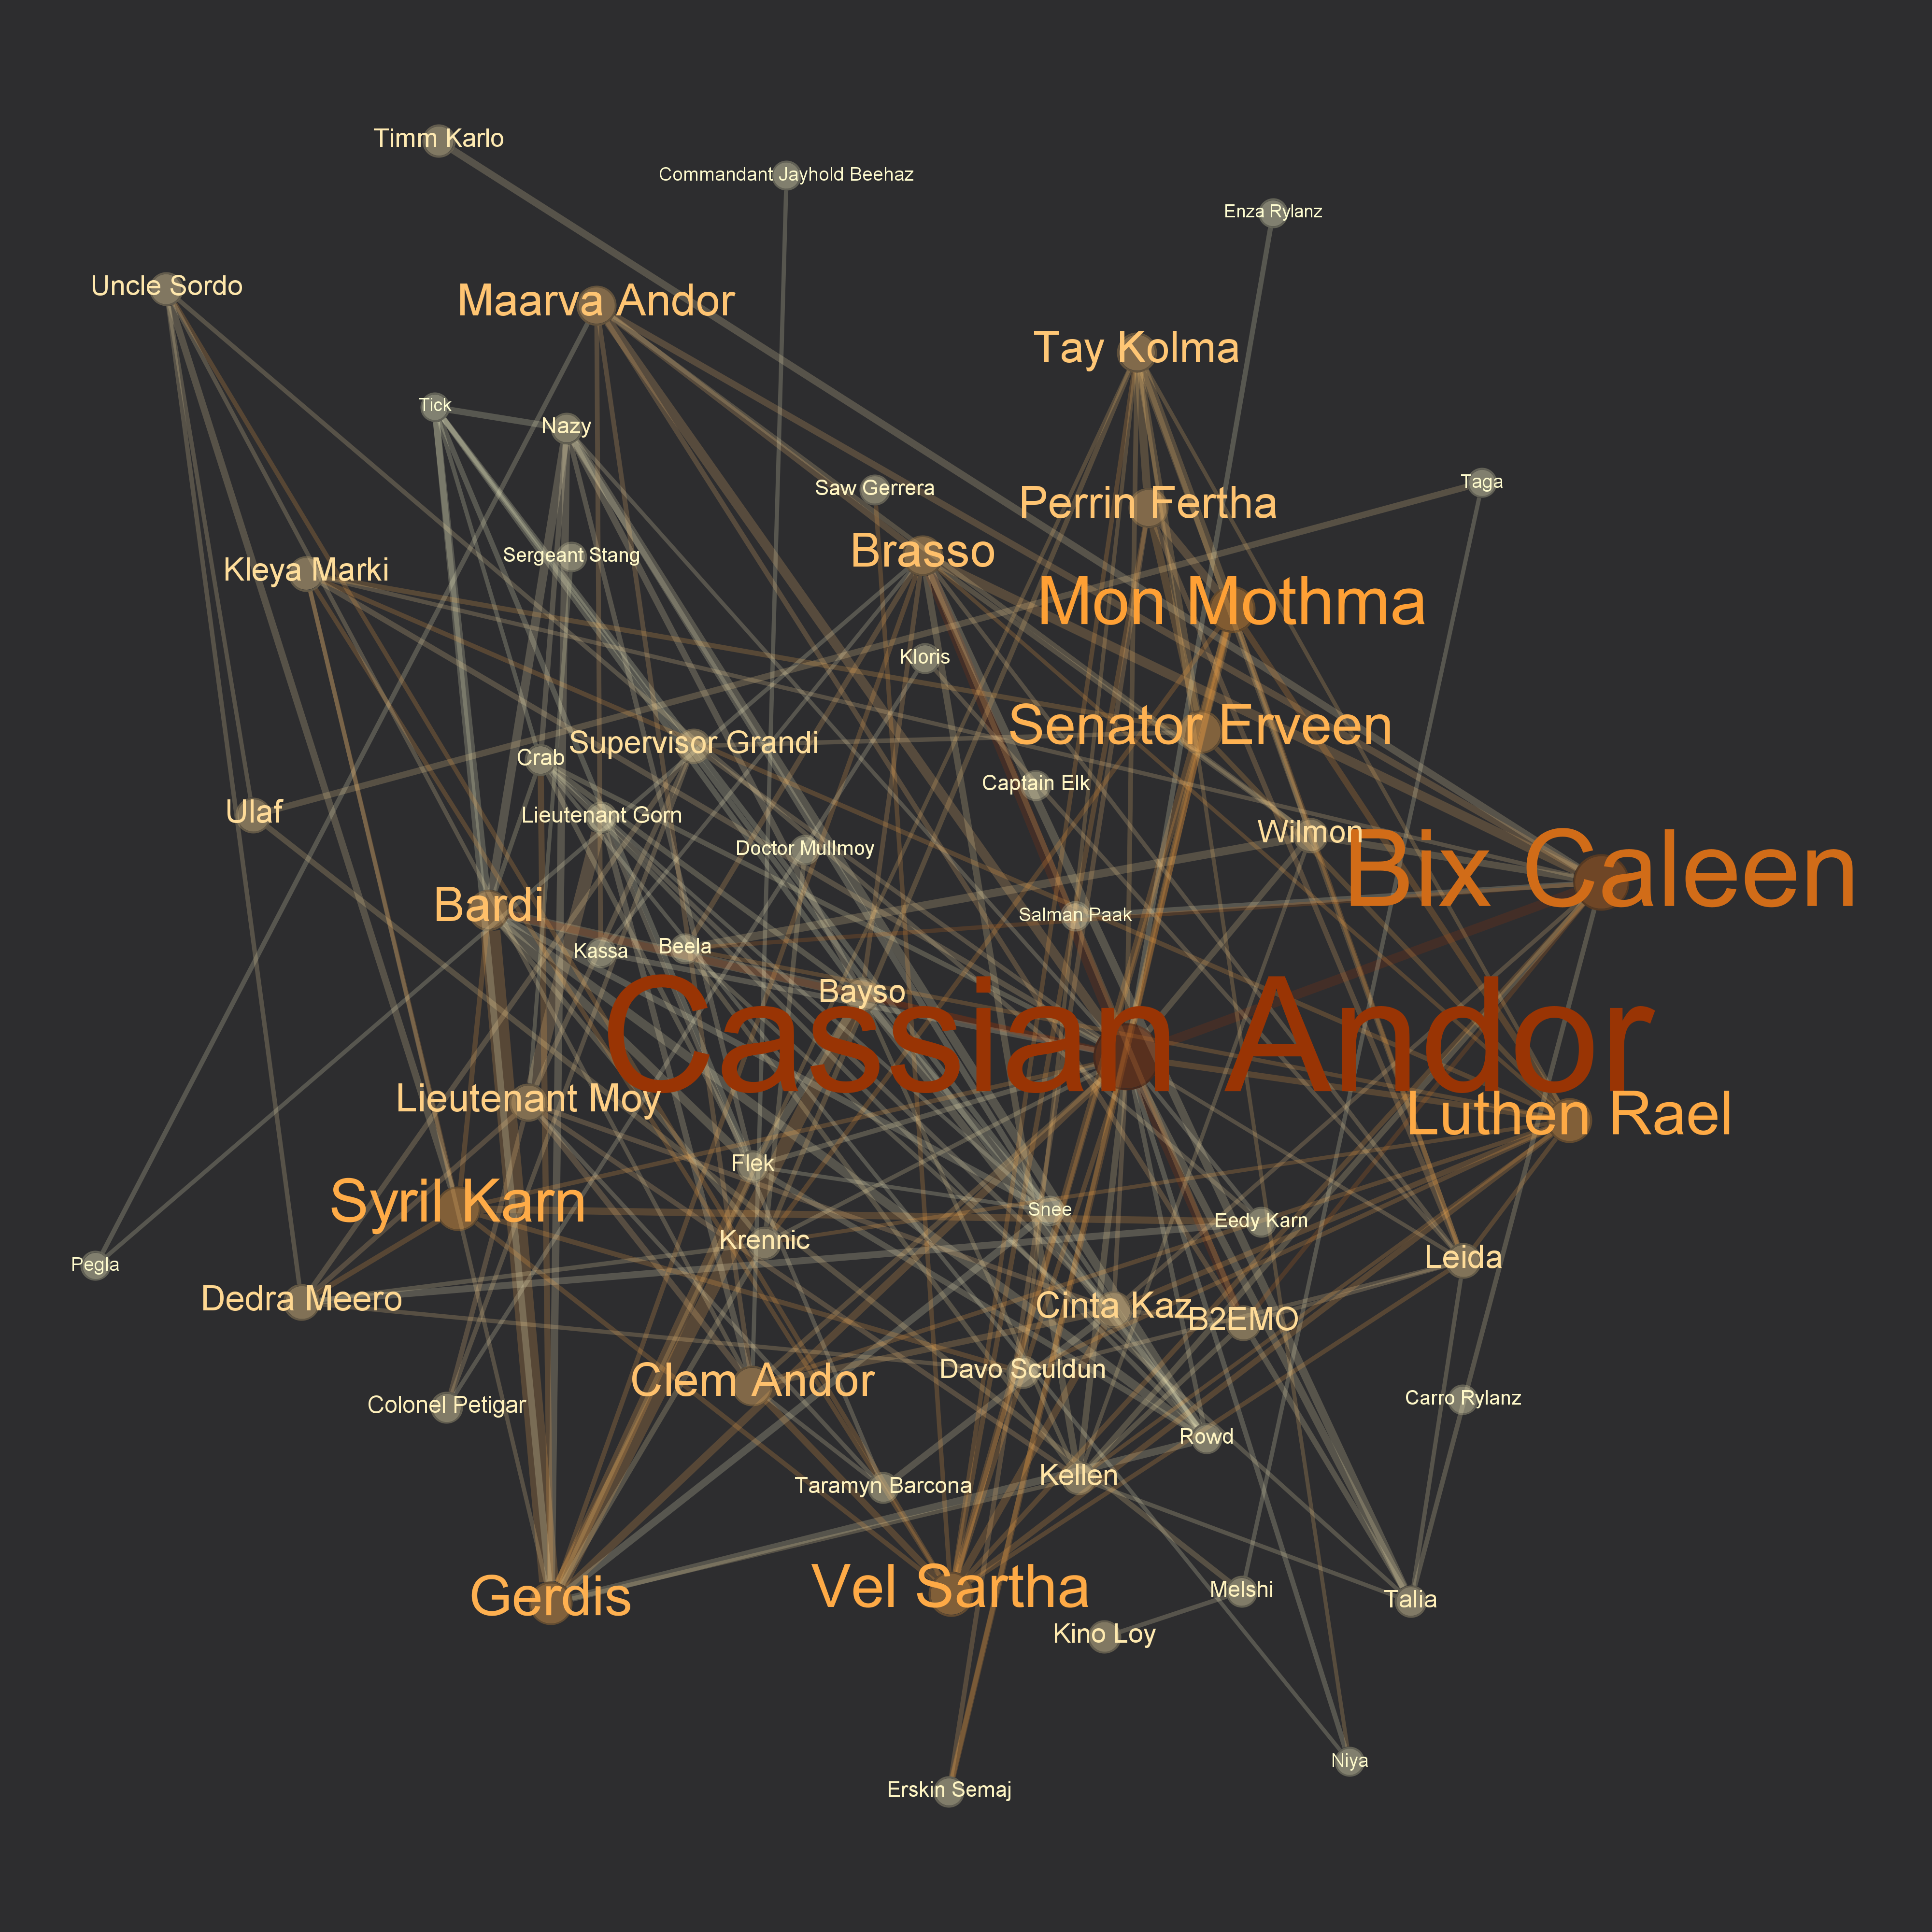 Timm Karlo
Commandant Jayhold Beehaz
Enza Rylanz
Uncle Sordo
Maarva Andor
Tay Kolma
Tick
Nazy
Saw Gerrera
Perrin Fertha
Taga
Sergeant Stang
Brasso
Kleya Marki
Mon Mothma
Kloris
Senator Erveen
Supervisor Grandi
Crab
Captain Elk
Ulaf
Lieutenant Gorn
Doctor Mullmoy
Wilmon
Bix Caleen
Bardi
Salman Paak
Kassa
Beela
Bayso
Cassian Andor
Lieutenant Moy
Luthen Rael
Flek
Syril Karn
Snee
Eedy Karn
Krennic
Leida
Pegla
Dedra Meero
Cinta Kaz
B2EMO
Clem Andor
Davo Sculdun
Colonel Petigar
Carro Rylanz
Rowd
Kellen
Taramyn Barcona
Gerdis
Vel Sartha
Melshi
Talia
Kino Loy
Niya
Erskin Semaj